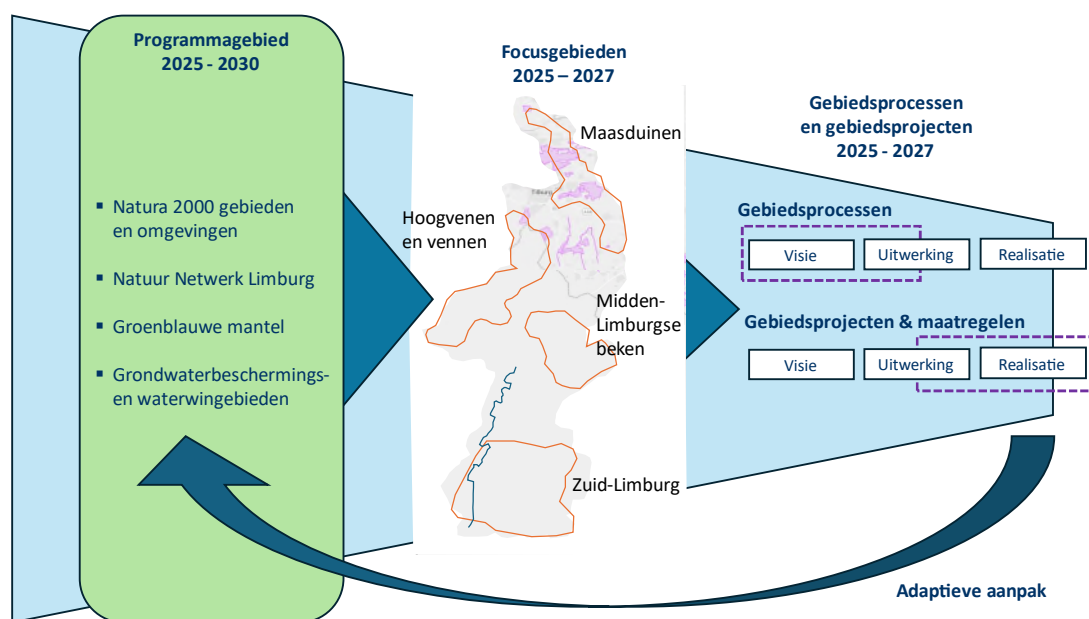 Programmagebied
2025 - 2030
▪ Natura 2000 gebieden
en omgevingen
▪ Natuur Netwerk Limburg
▪ Groenblauwe mantel
▪ Grondwaterbeschermings-
en waterwingebieden
Focusgebieden
2025 – 2027
Maasduinen
Hoogvenen
en vennen
Midden-
Limburgse
beken
Zuid-Limburg
Gebiedsprocessen
en gebiedsprojecten
2025 - 2027
Gebiedsprocessen
Visie
Uitwerking
Realisatie
Gebiedsprojecten & maatregelen
Visie
Uitwerking
Realisatie
Adaptieve aanpak